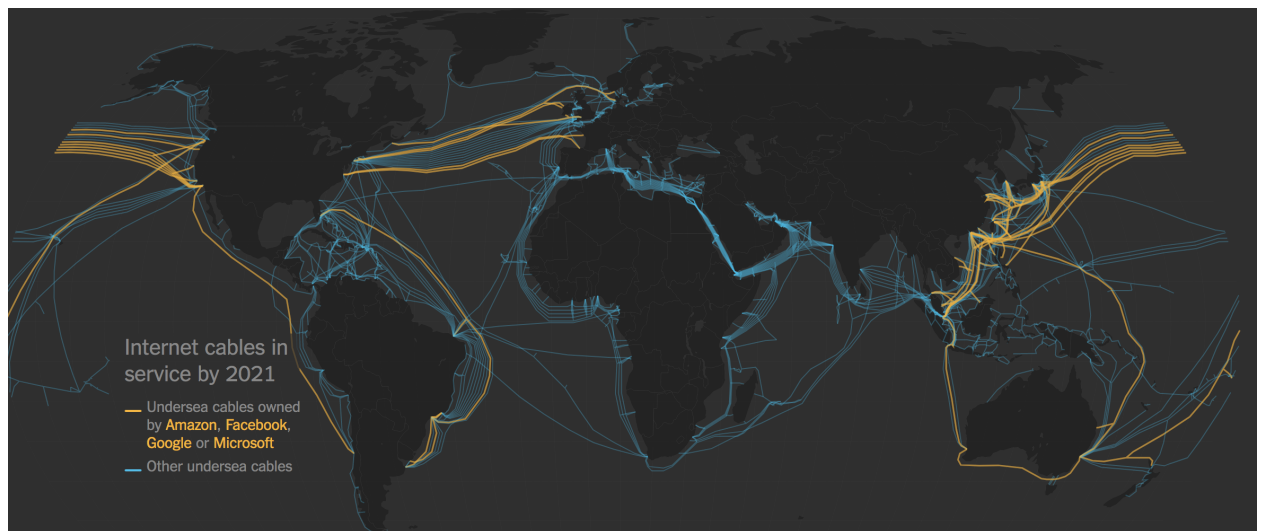 Internet cables in
service by 2021
Undersea cables owned
by Amazon, Facebook,
Google or Microsoft
Other undersea cables